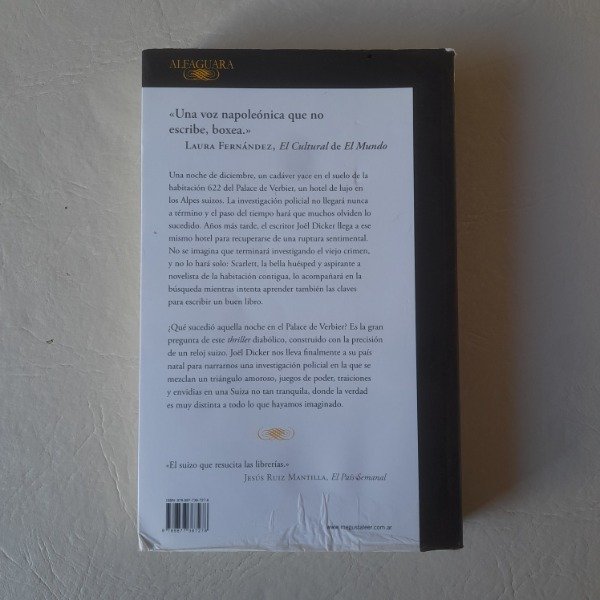 ALFAGUARA
«Una voz napoleónica que no
escribe, boxea.»
LAURA FERNÁNDEZ, El Cultural de El Mundo
Una noche de diciembre, un cadáver yace en el suelo de la
habitación 622 del Palace de Verbier, un hotel de lujo en
los Alpes suizos. La investigación policial no llegará nunca
a término y el paso del tiempo hará que muchos olviden lo
sucedido. Años más tarde, el escritor Joël Dicker llega a ese
mismo hotel para recuperarse de una ruptura sentimental.
No se imagina que terminará investigando el viejo crimen,
y no lo hará solo: Scarlett, la bella huésped y aspirante a
novelista de la habitación contigua, lo acompañará en la
búsqueda mientras intenta aprender también las claves
para escribir un buen libro.
¿Qué sucedió aquella noche en el Palace de Verbier? Es la gran
pregunta de este thriller diabólico, construido con la precisión
de un reloj suizo. Joël Dicker nos lleva finalmente a su país
natal para narrarnos una investigación policial en la que se
mezclan un triángulo amoroso, juegos de poder, traiciones
y envidias en una Suiza no tan tranquila, donde la verdad
es muy distinta a todo lo que hayamos imaginado.
«El suizo que resucita las librerías.»
JESÚS RUIZ MANTILLA, El País Semanal
www.megustaleer.com.ar